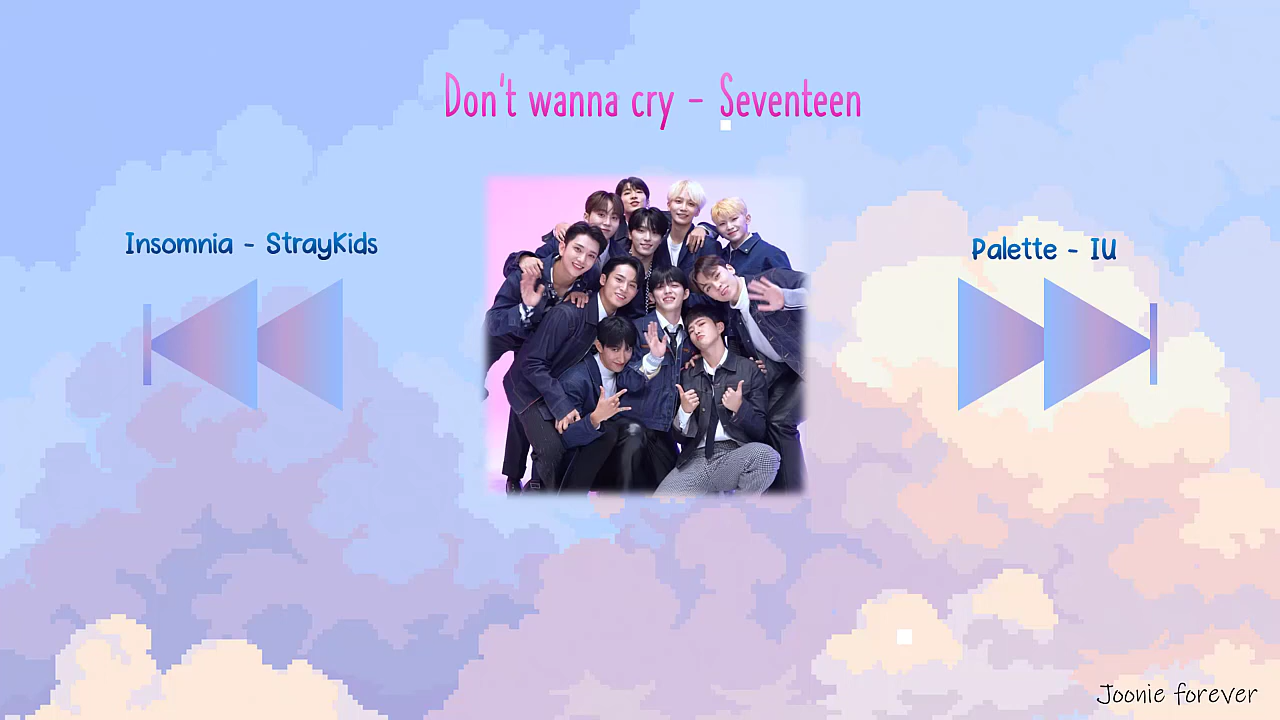 Don't wanna cry - Seventeen
Insomnia - StrayKids
Palette - IU
Joonie forever